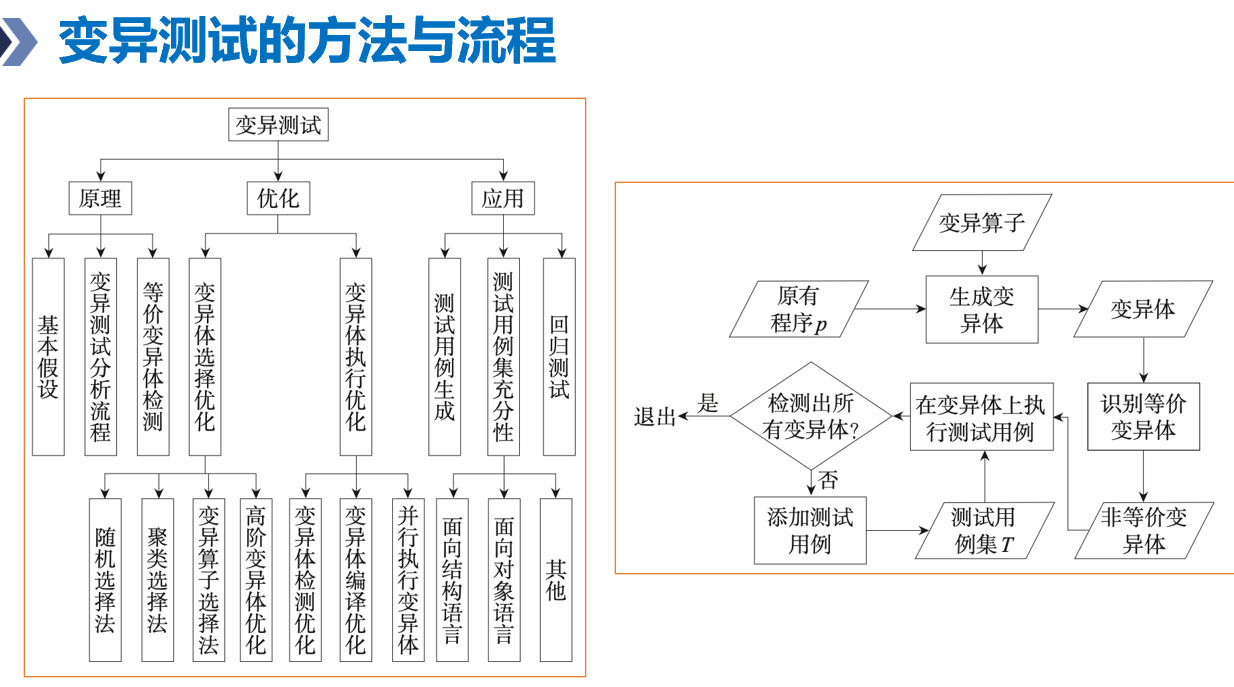 变异测试的方法与流程
变异测试
原理
优化
应用
基本假设
变异测试分析流程
等价变异体检测
变异体选择优化
变异体执行优化
测试用例生成
测试用例集充分性
回归测试
随机选择法
聚类选择法
变异算子选择法
高阶变异体优化
变异体检测优化
变异体编译优化
并行执行变异体
面向结构语言
面向对象语言
其他
变异算子
原有
程序p
生成变
异体
变异体
退出
是
检测出所
有变异体?
在变异体上执
行测试用例
识别等价
变异体
否
添加测试
用例
测试用
例集T
非等价变
异体